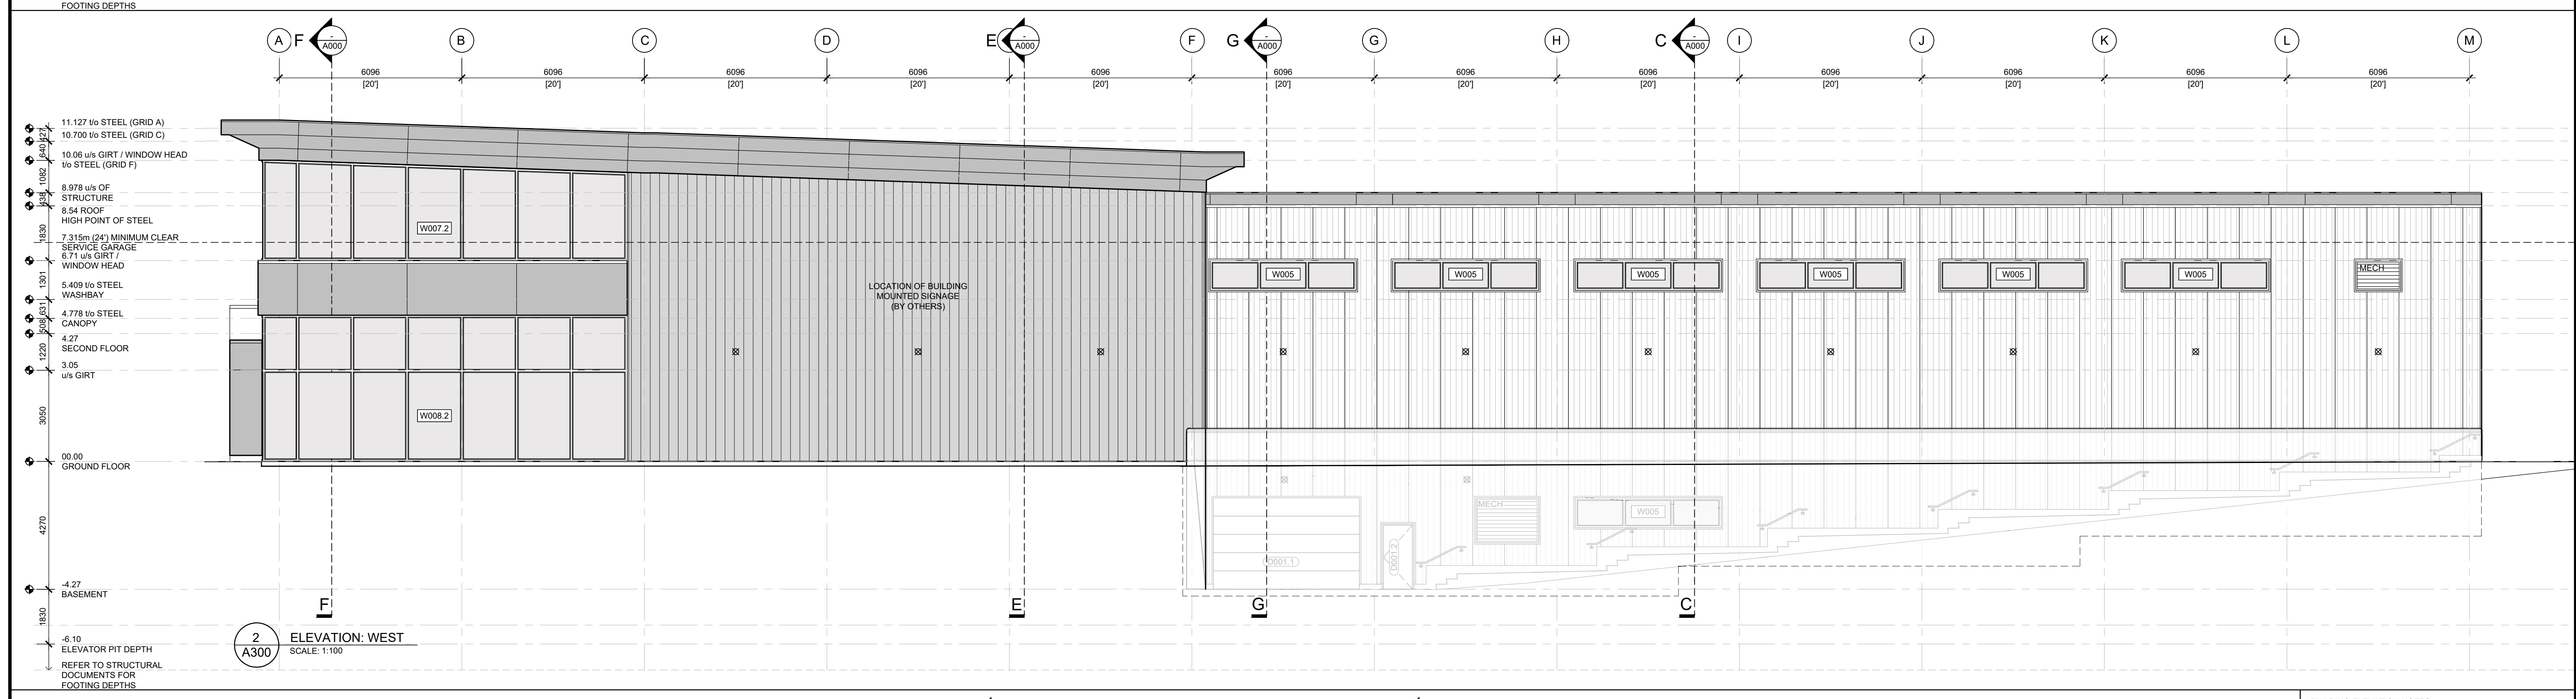 FOOTING DEPTHS
A F - A000 B C D E - A000 F G - A000 G H C - A000 I J K L M
6096 6096 6096 6096 6096 6096 6096 6096 6096 6096 6096 6096
[20'] [20'] [20'] [20'] [20'] [20'] [20'] [20'] [20'] [20'] [20'] [20']
11.127 t/o STEEL (GRID A)
10.700 t/o STEEL (GRID C)
640
10.06 u/s GIRT / WINDOW HEAD
t/o STEEL (GRID F)
1082
8.978 u/s OF
STRUCTURE
438
8.54 ROOF
HIGH POINT OF STEEL
1830
7.315m (24') MINIMUM CLEAR
SERVICE GARAGE
6.71 u/s GIRT /
WINDOW HEAD
1301
5.409 t/o STEEL
WASHBAY
631
4.778 t/o STEEL
CANOPY
508
4.27
SECOND FLOOR
1220
3.05
u/s GIRT
3050
00.00
GROUND FLOOR
4270
-4.27
BASEMENT
1830
-6.10
ELEVATOR PIT DEPTH
REFER TO STRUCTURAL
DOCUMENTS FOR
FOOTING DEPTHS
W007.2
LOCATION OF BUILDING
MOUNTED SIGNAGE
(BY OTHERS)
W005 W005 W005 W005 W005 W005 MECH
W008.2
MECH W005
D001.1 D001.2
F E G C
2
A300
ELEVATION: WEST
SCALE: 1:100